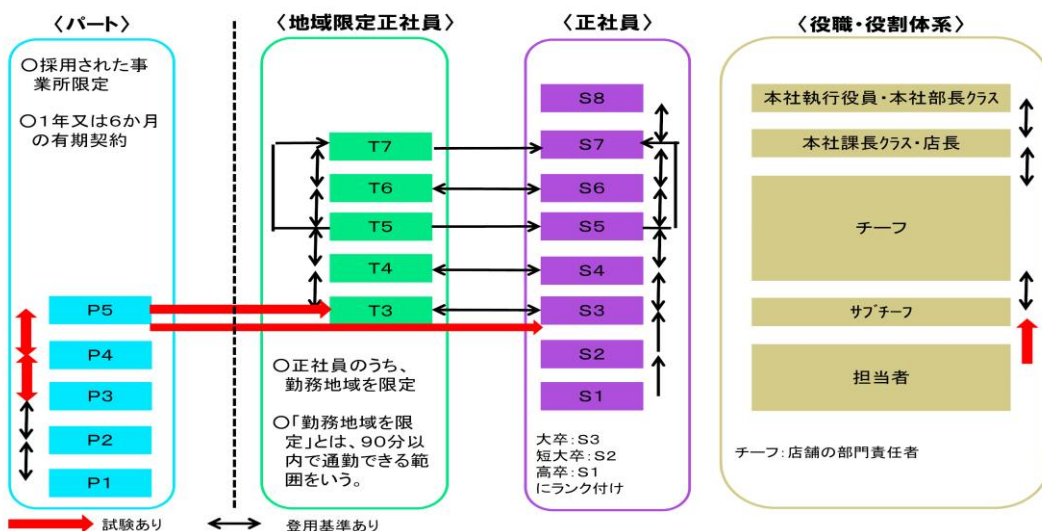 〈パート〉
○採用された事
業所限定
○1年又は6か月
の有期契約
P5
P4
P3
P2
P1
〈地域限定正社員〉
T7
T6
T5
T4
T3
○正社員のうち、
勤務地域を限定
○「勤務地域を限
定」とは、90分以
内で通勤できる範
囲をいう。
〈正社員〉
S8
S7
S6
S5
S4
S3
S2
S1
大卒:S3
短大卒:S2
高卒:S1
にランク付け
〈役職・役割体系〉
本社執行役員・本社部長クラス
本社課長クラス・店長
チーフ
サブチーフ
担当者
チーフ:店舗の部門責任者
試験あり
登用基準あり